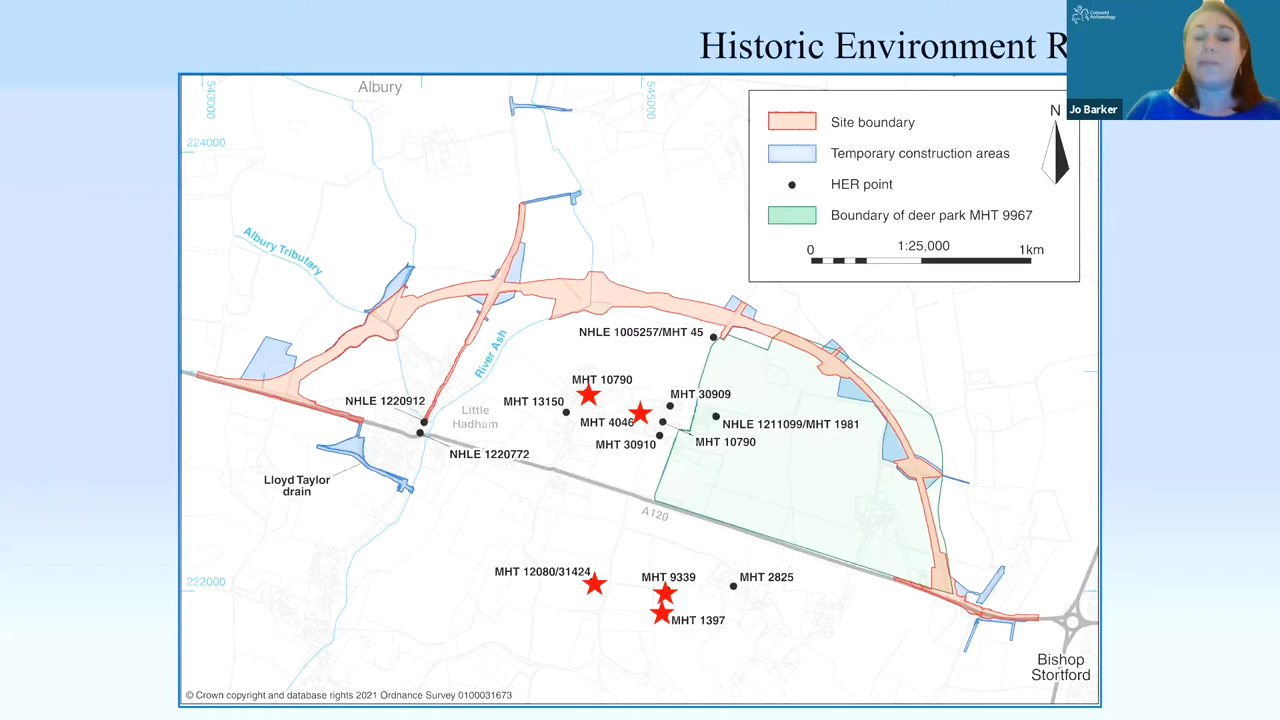 Historic Environment R
Cotswold
Archaeology
Jo Barker
543000
Albury
545000
224000
N
Site boundary
Temporary construction areas
HER point
Boundary of deer park MHT 9967
0
1:25,000
1km
Albury Tributary
River Ash
NHLE 1005257/MHT 45
MHT 10790
MHT 30909
NHLE 1220912
MHT 13150
Little
Hadham
MHT 4046
NHLE 1211099/MHT 1981
MHT 30910
MHT 10790
NHLE 1220772
Lloyd Taylor
drain
A120
222000
MHT 12080/31424
MHT 9339
MHT 2825
MHT 1397
Bishop
Stortford
© Crown copyright and database rights 2021 Ordnance Survey 0100031673